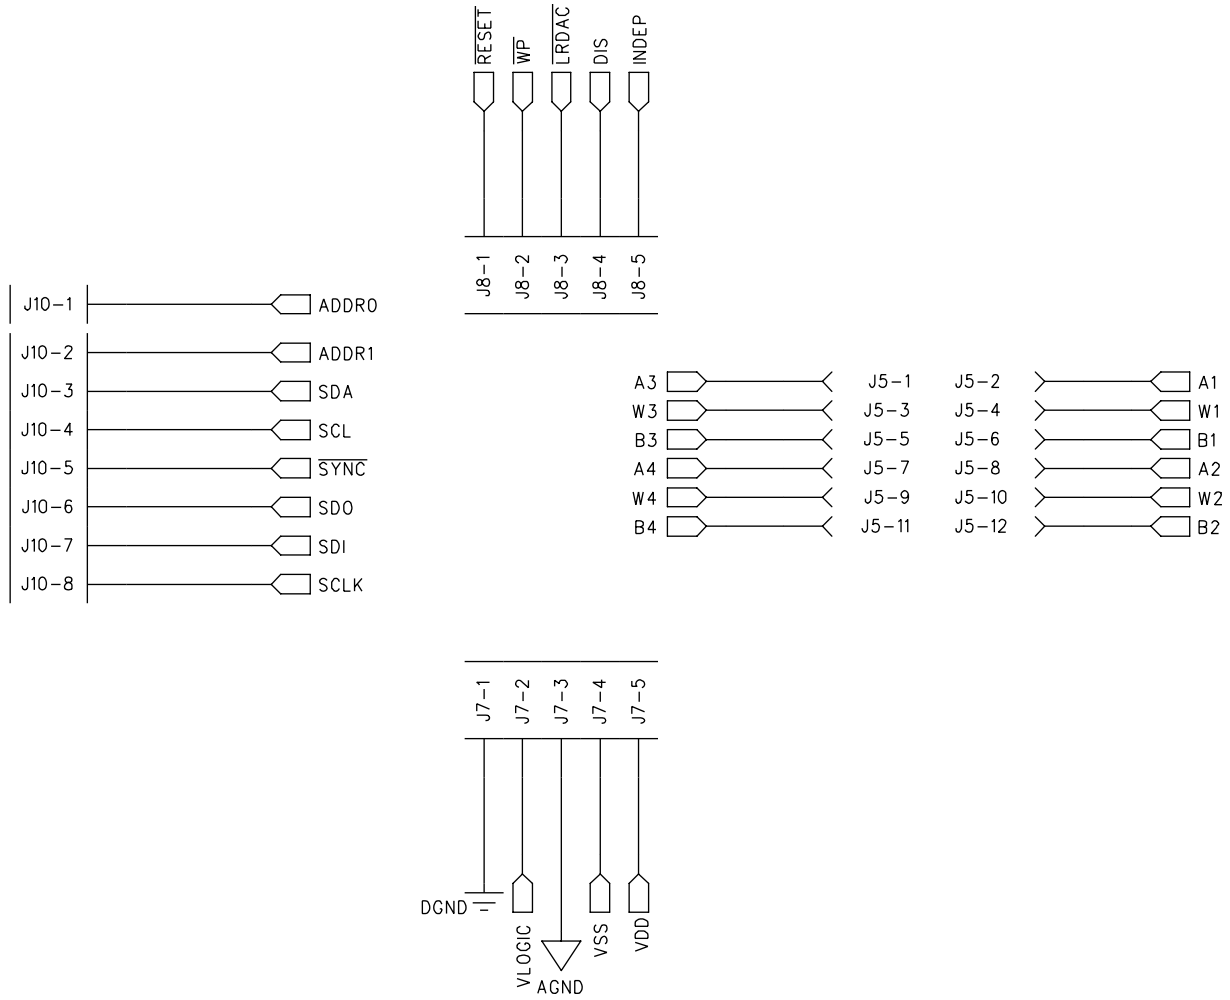 RESET
WP
LRDAC
DIS
INDEP
J8-1
J8-2
J8-3
J8-4
J8-5
J10-1 ADDR0
J10-2 ADDR1
J10-3 SDA
J10-4 SCL
J10-5 SYNC
J10-6 SDO
J10-7 SDI
J10-8 SCLK
A3 J5-1 J5-2 A1
W3 J5-3 J5-4 W1
B3 J5-5 J5-6 B1
A4 J5-7 J5-8 A2
W4 J5-9 J5-10 W2
B4 J5-11 J5-12 B2
J7-1
J7-2
J7-3
J7-4
J7-5
DGND
VLOGIC
AGND
VSS
VDD